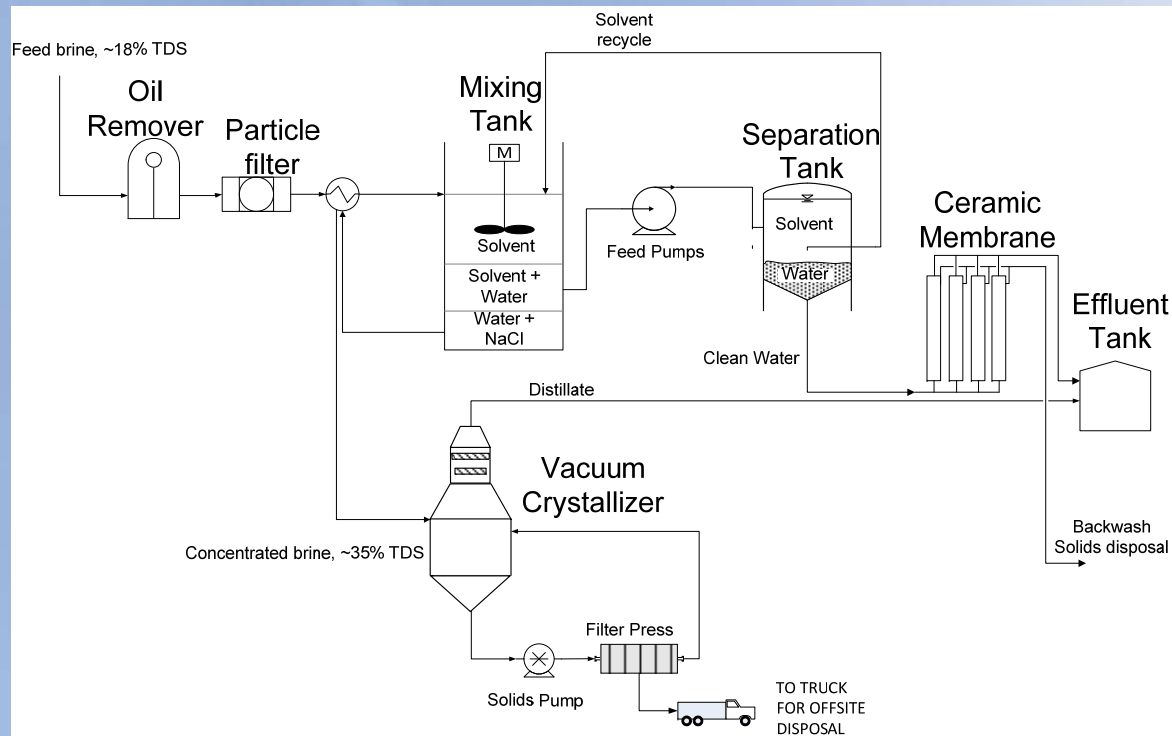 Solvent
recycle
Feed brine, ~18% TDS
Oil
Remover
Particle
filter
Mixing
Tank
M
Solvent
Solvent +
Water
Water +
NaCl
Feed Pumps
Separation
Tank
Solvent
Water
Ceramic
Membrane
Effluent
Tank
Clean Water
Distillate
Vacuum
Crystallizer
Concentrated brine, ~35% TDS
Backwash
Solids disposal
Filter Press
Solids Pump
TO TRUCK
FOR OFFSITE
DISPOSAL